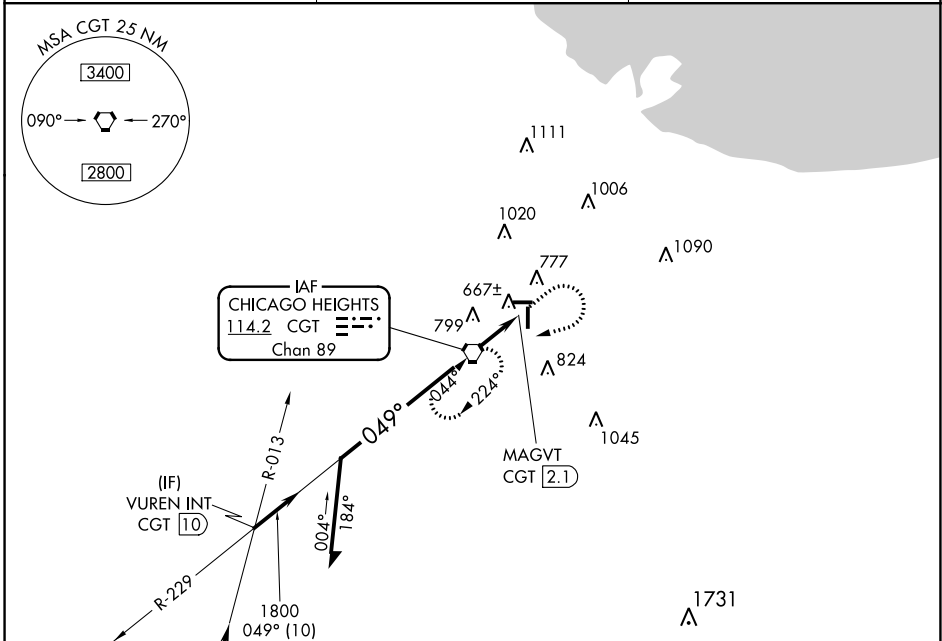 MSA CGT 25 NM
3400
090°
270°
2800
1111
1006
1020
1090
777
667±
799
IAF
CHICAGO HEIGHTS
114.2 CGT
Chan 89
824
044°
224°
049°
1045
MAGVT
CGT 2.1
R-013
(IF)
VUREN INT
CGT 10
004°
184°
R-229
1800
049° (10)
1731